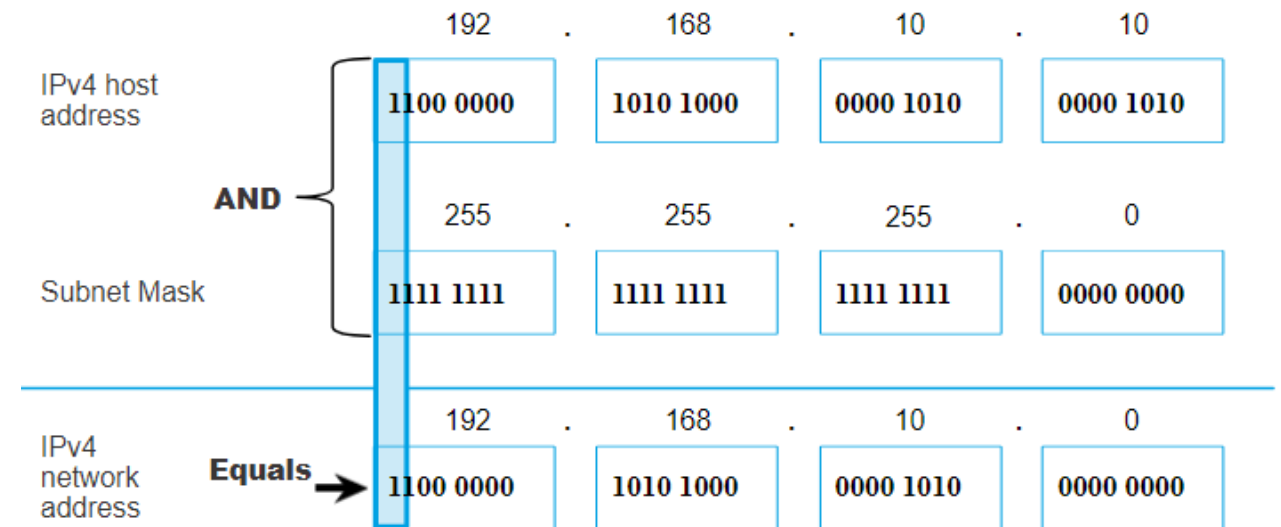 192 . 168 . 10 . 10
IPv4 host
address
1100 0000 1010 1000 0000 1010 0000 1010
AND
255 . 255 . 255 . 0
Subnet Mask
1111 1111 1111 1111 1111 1111 0000 0000
192 . 168 . 10 . 0
IPv4
network
address
Equals
1100 0000 1010 1000 0000 1010 0000 0000